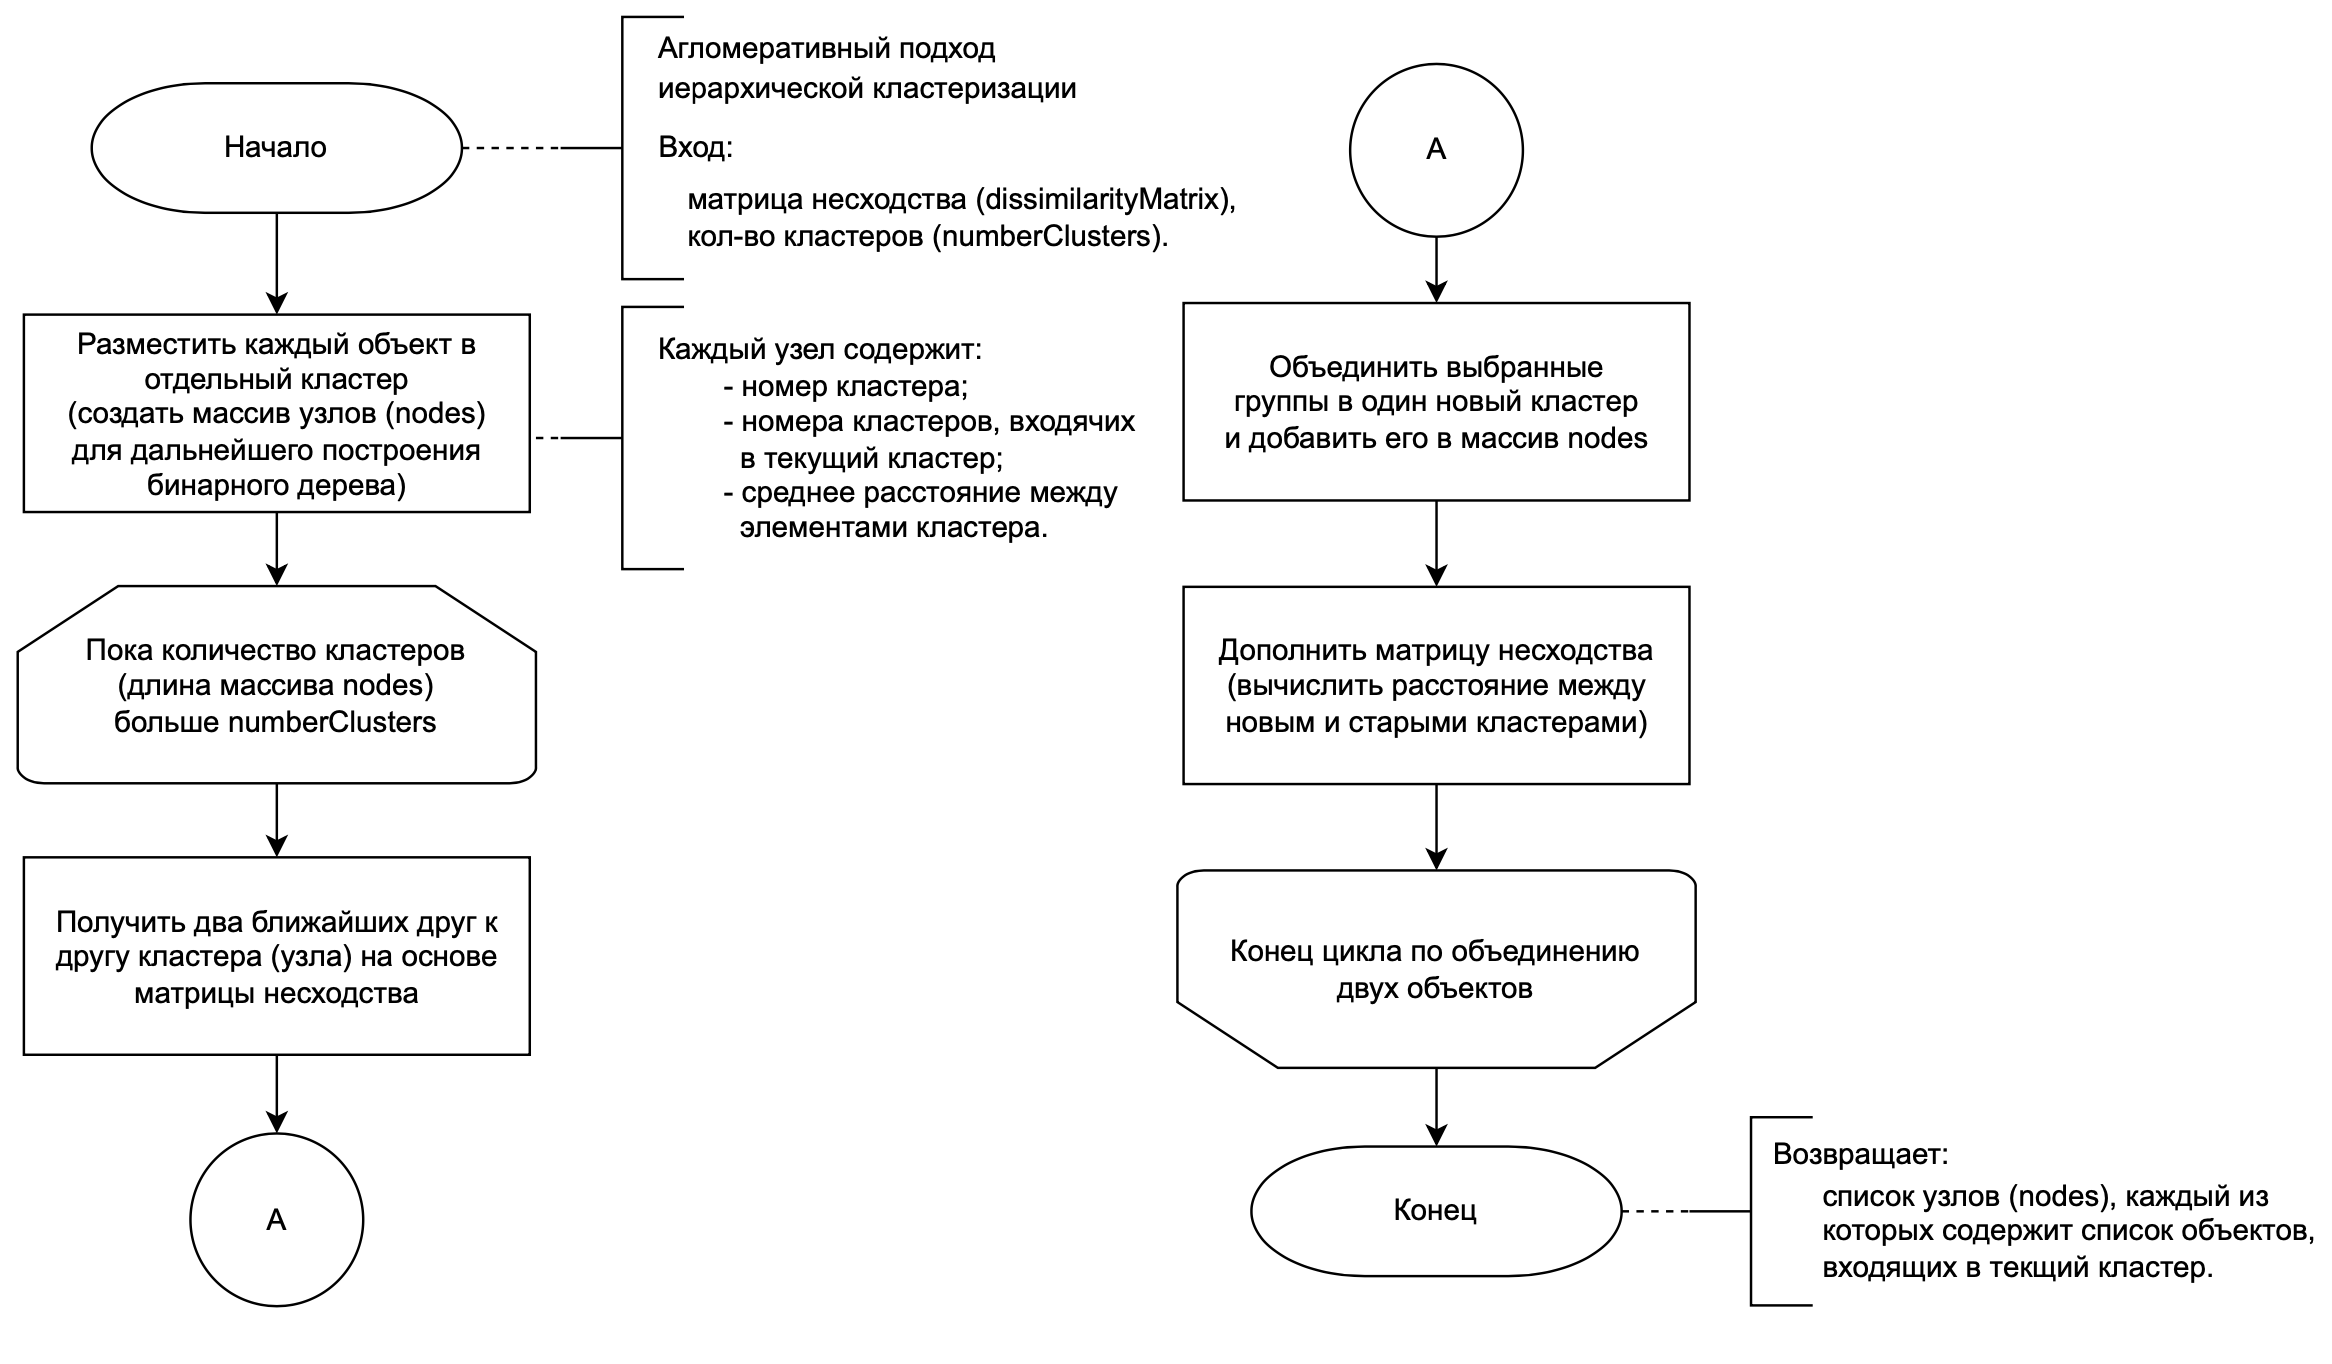 Начало
Агломеративный подход
иерархической кластеризации
Вход:
матрица несходства (dissimilarityMatrix),
кол-во кластеров (numberClusters).
Разместить каждый объект в
отдельный кластер
(создать массив узлов (nodes)
для дальнейшего построения
бинарного дерева)
Каждый узел содержит:
- номер кластера;
- номера кластеров, входячих
в текущий кластер;
- среднее расстояние между
элементами кластера.
Пока количество кластеров
(длина массива nodes)
больше numberClusters
Получить два ближайших друг к
другу кластера (узла) на основе
матрицы несходства
А
А
Объединить выбранные
группы в один новый кластер
и добавить его в массив nodes
Дополнить матрицу несходства
(вычислить расстояние между
новым и старыми кластерами)
Конец цикла по объединению
двух объектов
Конец
Возвращает:
список узлов (nodes), каждый из
которых содержит список объектов,
входящих в текщий кластер.